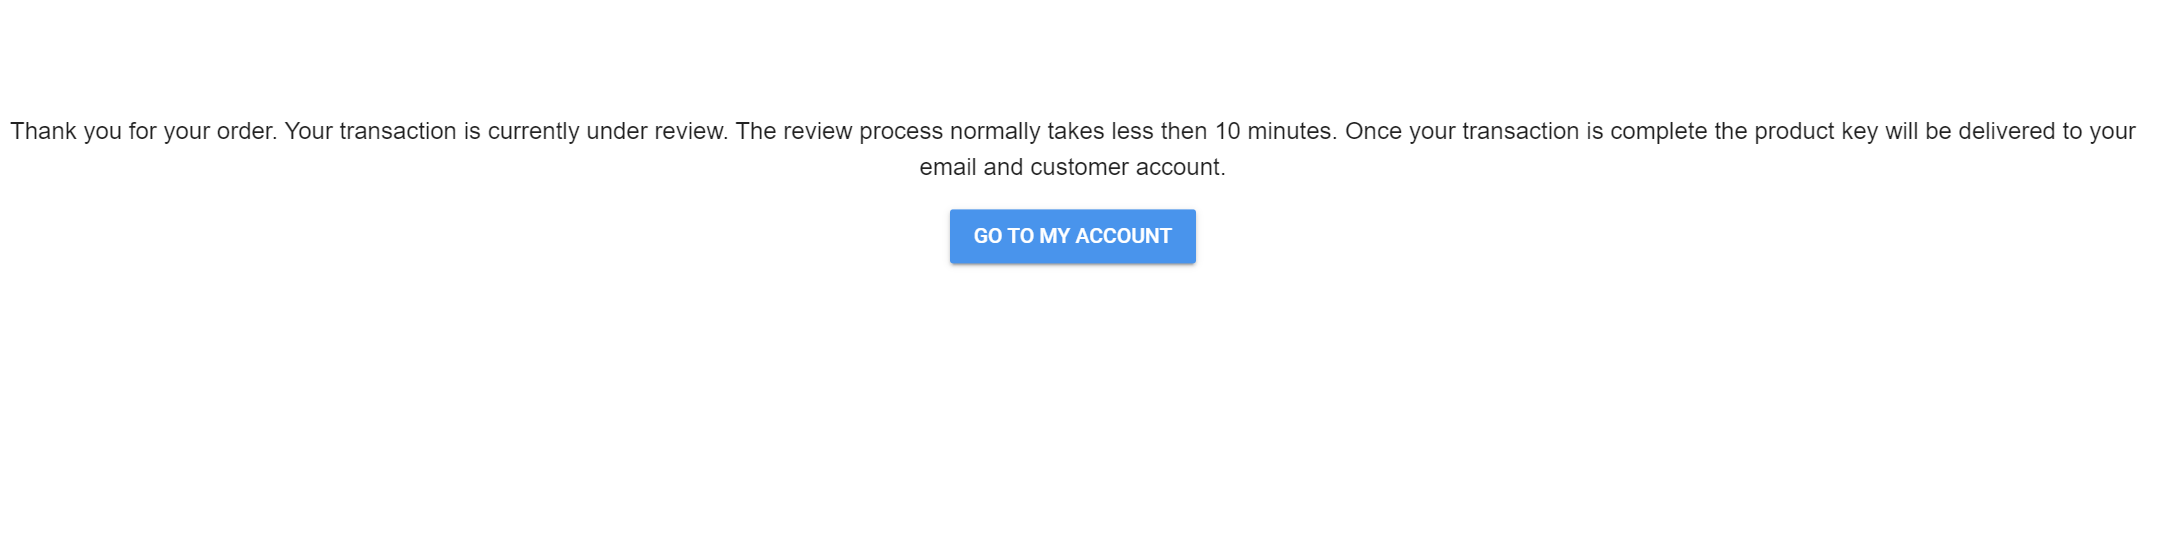 Thank you for your order. Your transaction is currently under review. The review process normally takes less then 10 minutes. Once your transaction is complete the product key will be delivered to your
email and customer account.
GO TO MY ACCOUNT